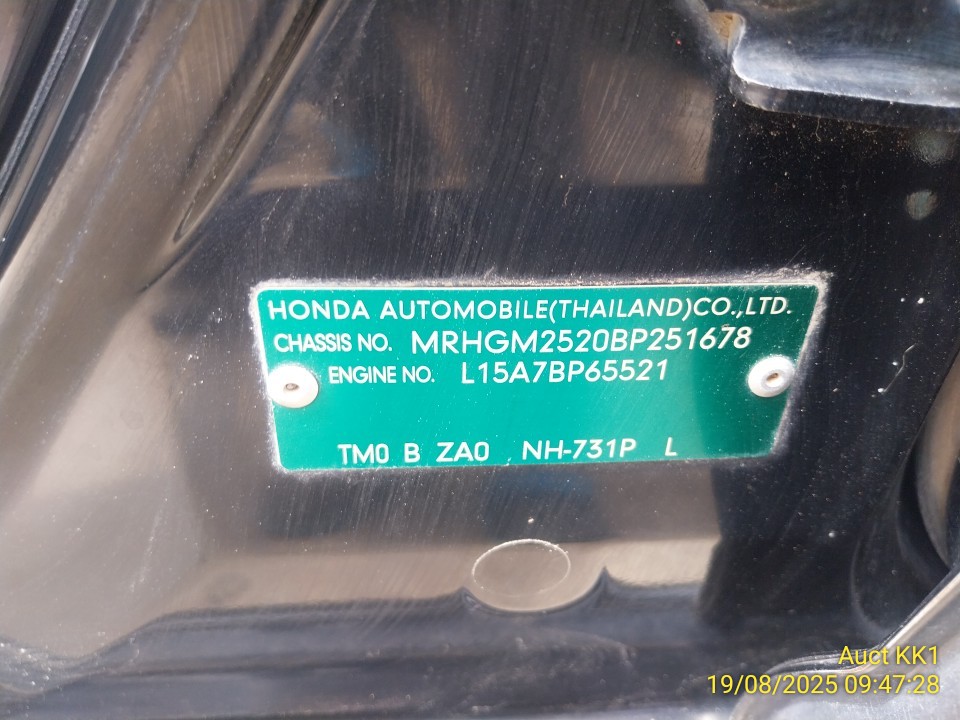 HONDA AUTOMOBILE(THAILAND)CO.,LTD.
CHASSIS NO. MRHGM2520BP251678
ENGINE NO. L15A7BP65521
TM0 B ZA0 NH-731P L
Auct KK1
19/08/2025 09:47:28